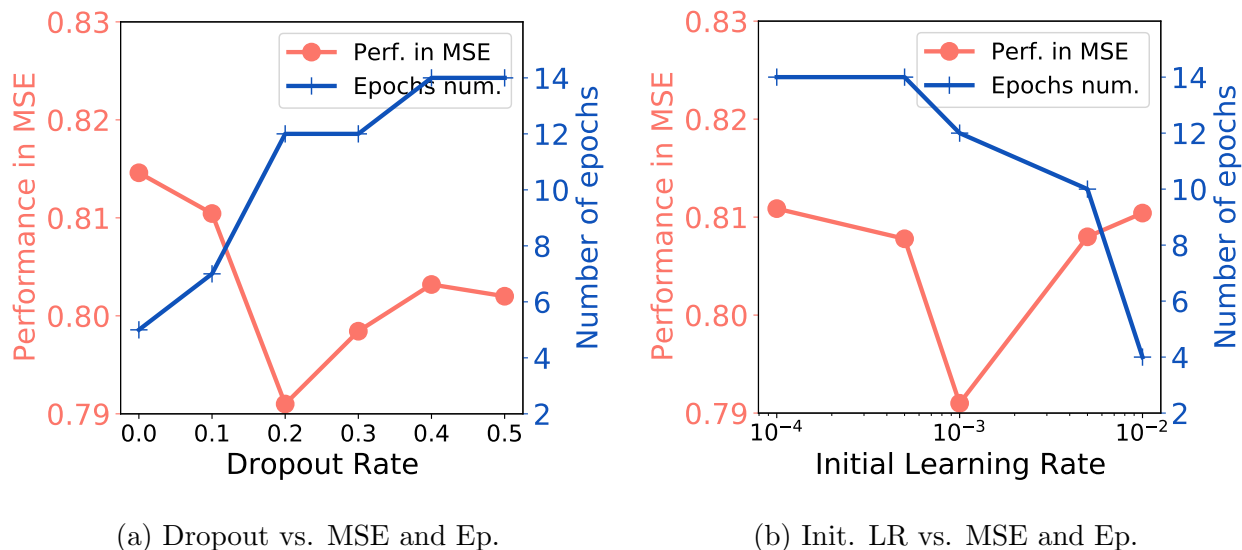 0.83
0.82
0.81
0.80
0.79
Performance in MSE
Perf. in MSE
Epochs num.
14
12
10
8
6
4
2
Number of epochs
0.0 0.1 0.2 0.3 0.4 0.5
Dropout Rate
(a) Dropout vs. MSE and Ep.
0.83
0.82
0.81
0.80
0.79
Performance in MSE
Perf. in MSE
Epochs num.
14
12
10
8
6
4
2
Number of epochs
10⁻⁴ 10⁻³ 10⁻²
Initial Learning Rate
(b) Init. LR vs. MSE and Ep.